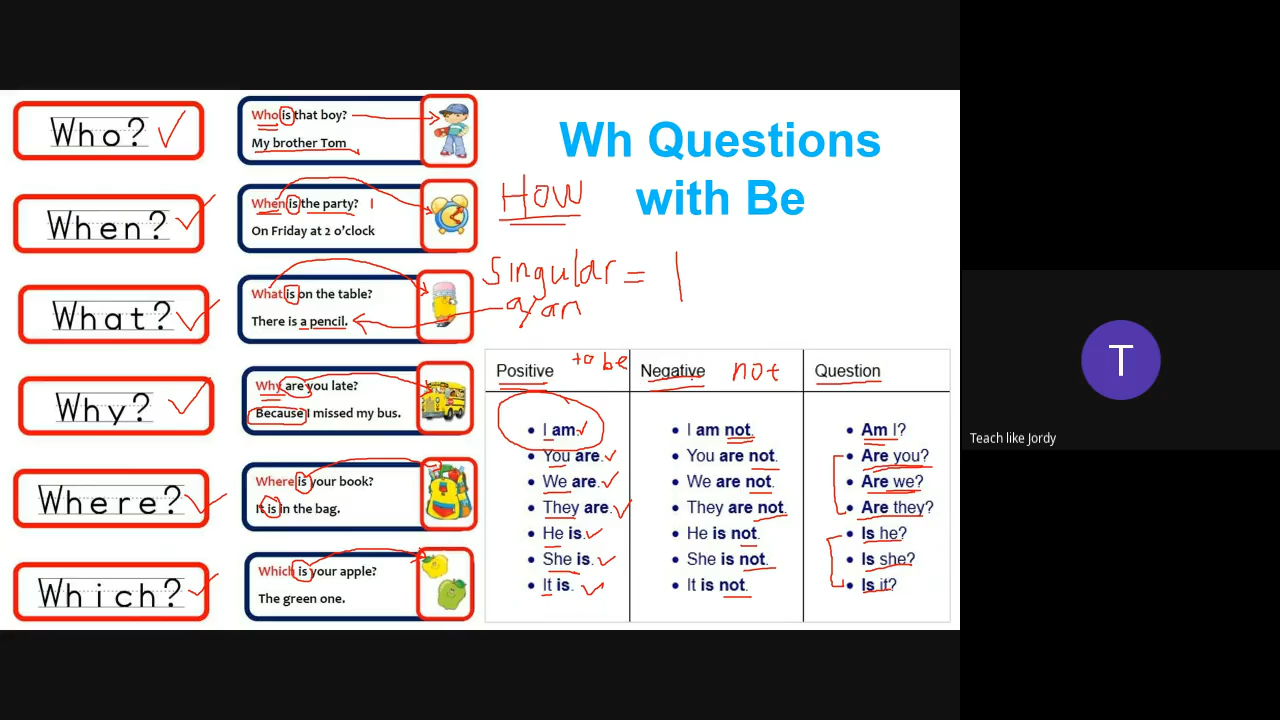 Who?
Who is that boy?
My brother Tom
When?
When is the party?
On Friday at 2 o'clock
What?
What is on the table?
There is a pencil.
Why?
Why are you late?
Because I missed my bus.
Where?
Where is your book?
It is in the bag.
Which?
Which is your apple?
The green one.
Wh Questions
with Be
How
Singular = 1
a/an
Positive to be
Negative not
Question
• I am
• You are.
• We are.
• They are.
• He is.
• She is.
• It is.
• I am not.
• You are not.
• We are not.
• They are not.
• He is not.
• She is not.
• It is not.
• Am I?
• Are you?
• Are we?
• Are they?
• Is he?
• Is she?
• Is it?
T
Teach like Jordy